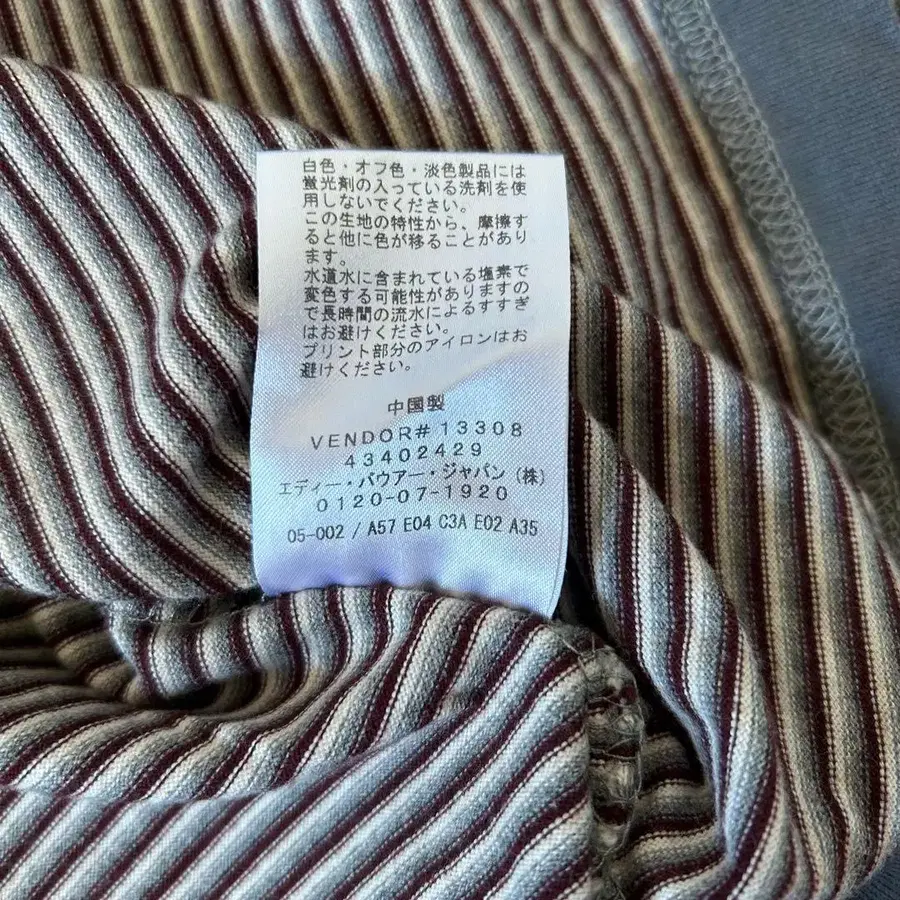 白色・オフ色・淡色製品には
蛍光剤の入っている洗剤を使
用しないでください。
この生地の特性から、摩擦す
ると他に色が移ることがあり
ます。
水道水に含まれている塩素で
変色する可能性がありますの
で長時間の流水によるすすぎ
はお避けください。
プリント部分のアイロンはお
避けください。
中国製
VENDOR# 13308
43402429
エディー・バウアー・ジャパン(株)
0120-07-1920
05-002 / A57 E04 C3A E02 A35